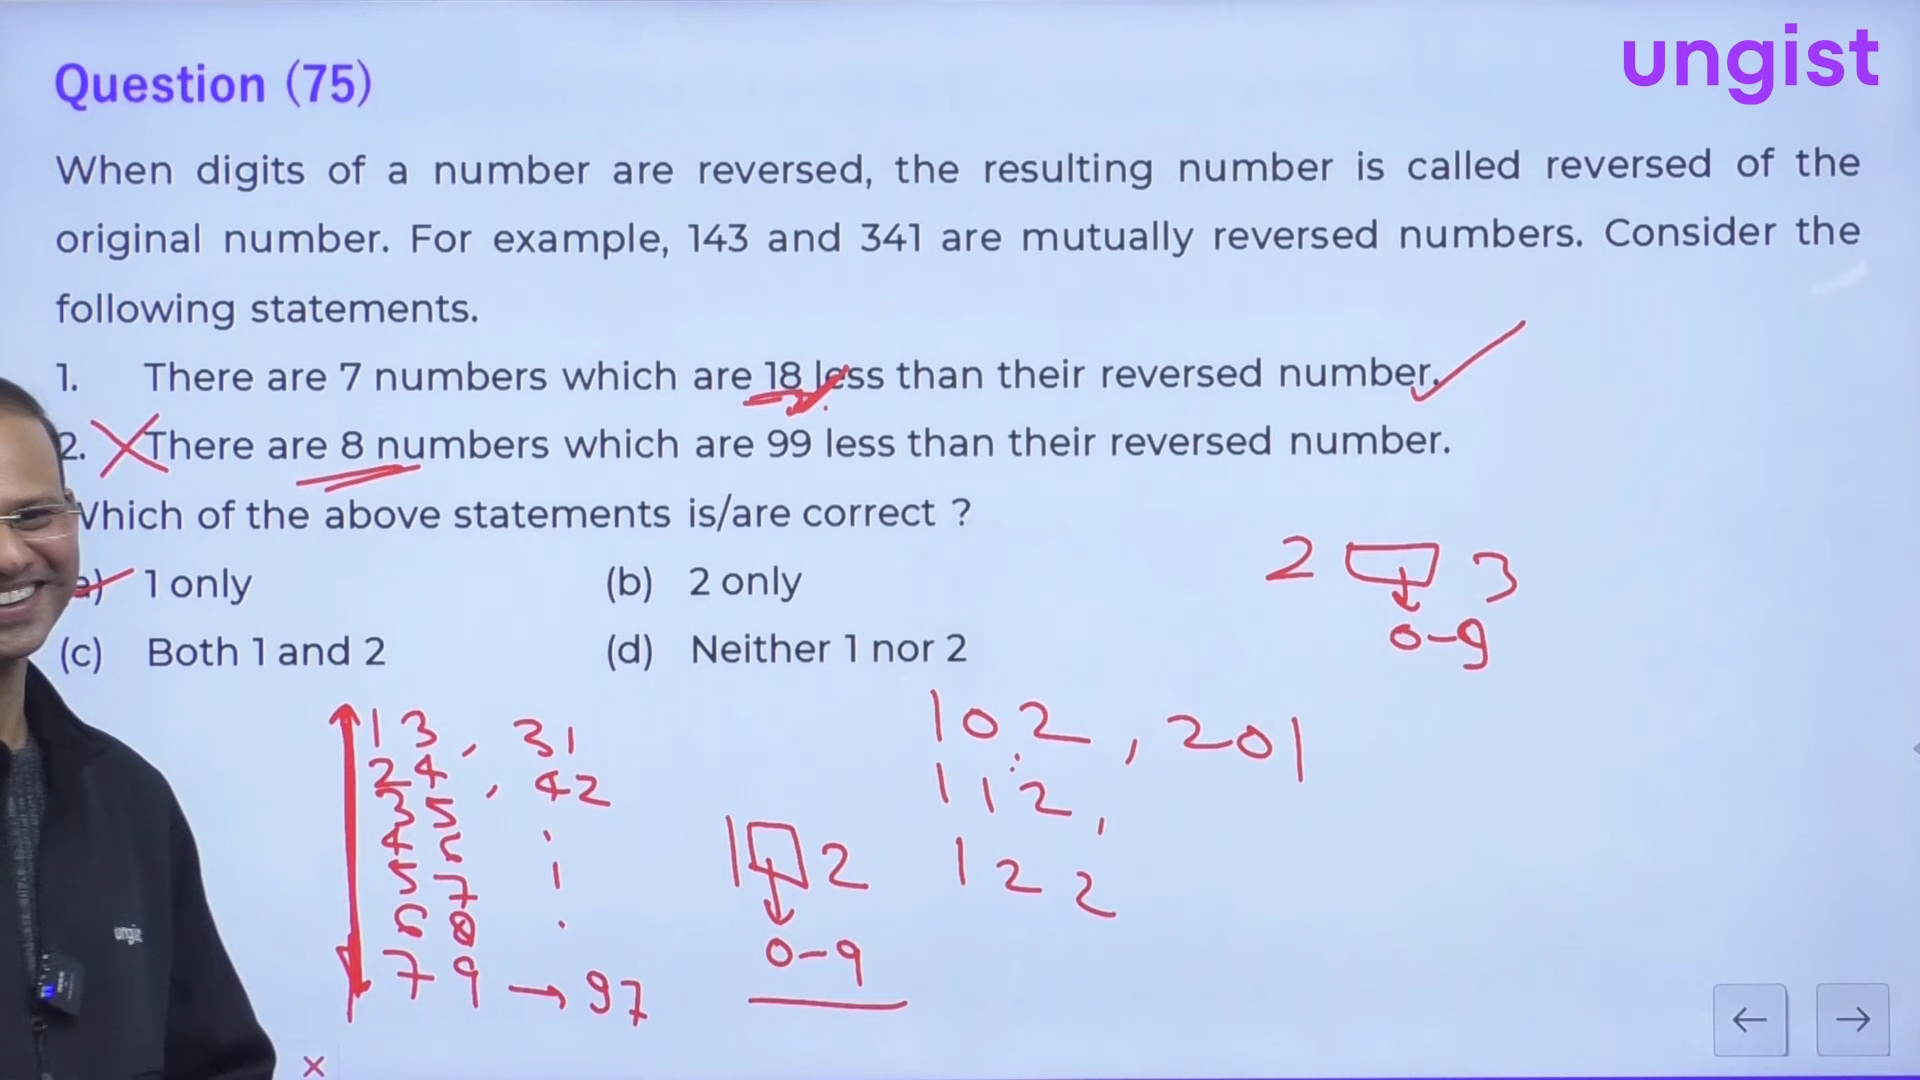 ungist
Question (75)
When digits of a number are reversed, the resulting number is called reversed of the
original number. For example, 143 and 341 are mutually reversed numbers. Consider the
following statements.
1. There are 7 numbers which are 18 less than their reversed number.
2. There are 8 numbers which are 99 less than their reversed number.
Which of the above statements is/are correct ?
a) 1 only (b) 2 only
(c) Both 1 and 2 (d) Neither 1 nor 2
2 3
0-9
13, 31
24, 42
35
46
57
68
79 → 97
1 2
0-9
102, 201
112,
122